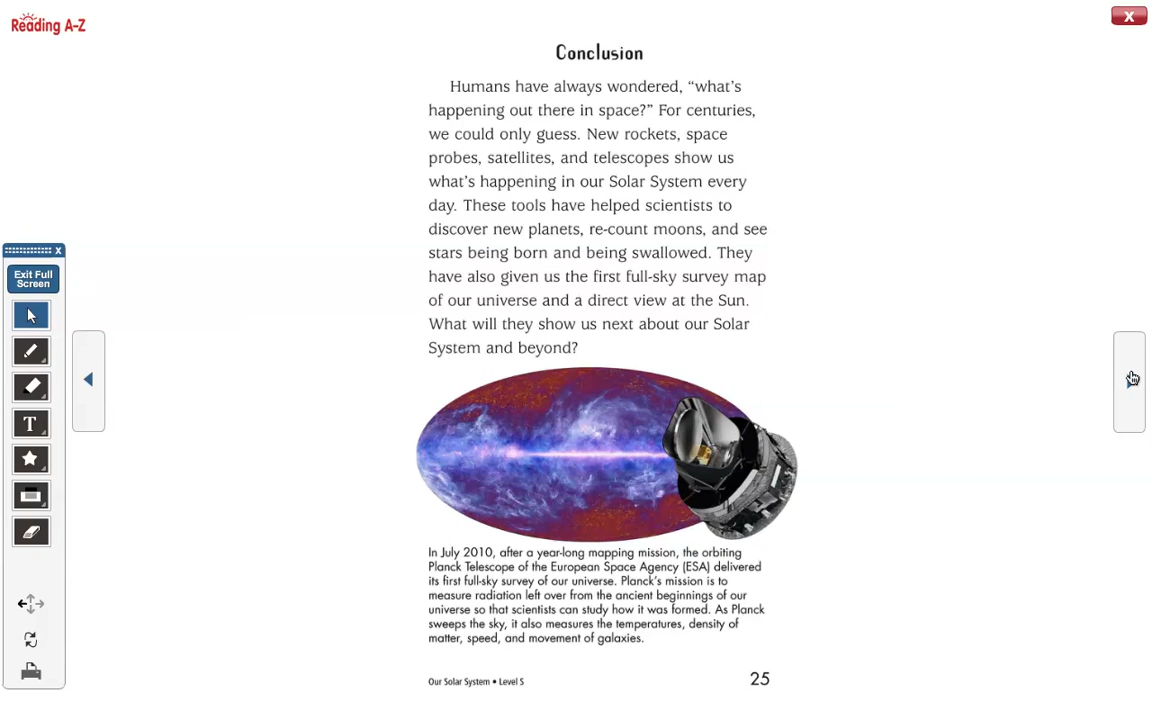 Reading A-Z
X
Conclusion
Humans have always wondered, “what’s
happening out there in space?” For centuries,
we could only guess. New rockets, space
probes, satellites, and telescopes show us
what’s happening in our Solar System every
day. These tools have helped scientists to
discover new planets, re-count moons, and see
stars being born and being swallowed. They
have also given us the first full-sky survey map
of our universe and a direct view at the Sun.
What will they show us next about our Solar
System and beyond?
x
Exit Full
Screen
T
In July 2010, after a year-long mapping mission, the orbiting
Planck Telescope of the European Space Agency (ESA) delivered
its first full-sky survey of our universe. Planck’s mission is to
measure radiation left over from the ancient beginnings of our
universe so that scientists can study how it was formed. As Planck
sweeps the sky, it also measures the temperatures, density of
matter, speed, and movement of galaxies.
Our Solar System • Level S
25